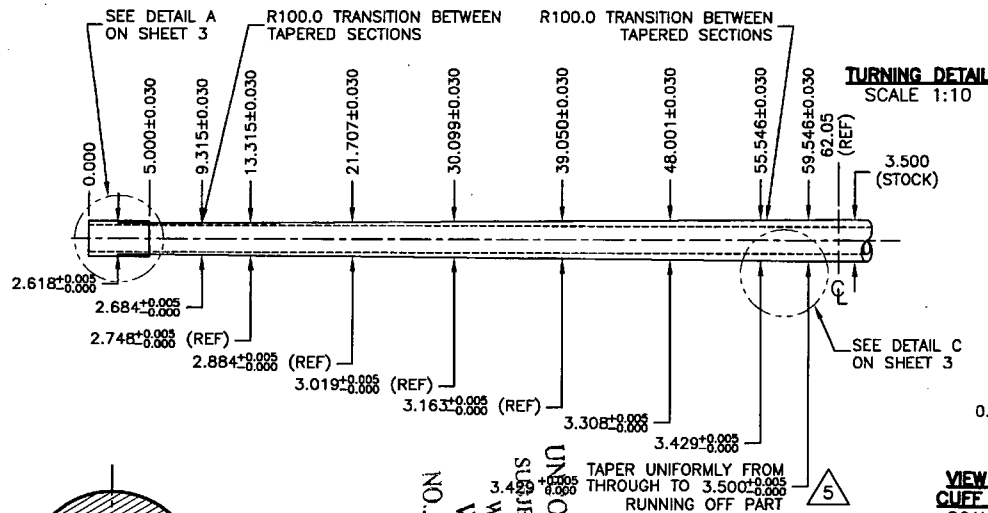 SEE DETAIL A
ON SHEET 3
R100.0 TRANSITION BETWEEN
TAPERED SECTIONS
R100.0 TRANSITION BETWEEN
TAPERED SECTIONS
TURNING DETAIL
SCALE 1:10
0.000
5.000±0.030
9.315±0.030
13.315±0.030
21.707±0.030
30.099±0.030
39.050±0.030
48.001±0.030
55.546±0.030
59.546±0.030
62.05
(REF)
3.500
(STOCK)
2.618+0.005
-0.000
2.684+0.005
-0.000
2.748+0.005
-0.000 (REF)
2.884+0.005
-0.000 (REF)
3.019+0.005
-0.000 (REF)
3.163+0.005
-0.000 (REF)
3.308+0.005
-0.000
3.429+0.005
-0.000
℄
SEE DETAIL C
ON SHEET 3
0.
TAPER UNIFORMLY FROM
3.429+0.005
-0.000 THROUGH TO 3.500+0.005
-0.000
RUNNING OFF PART
5
VIEW
CUFF
NO.